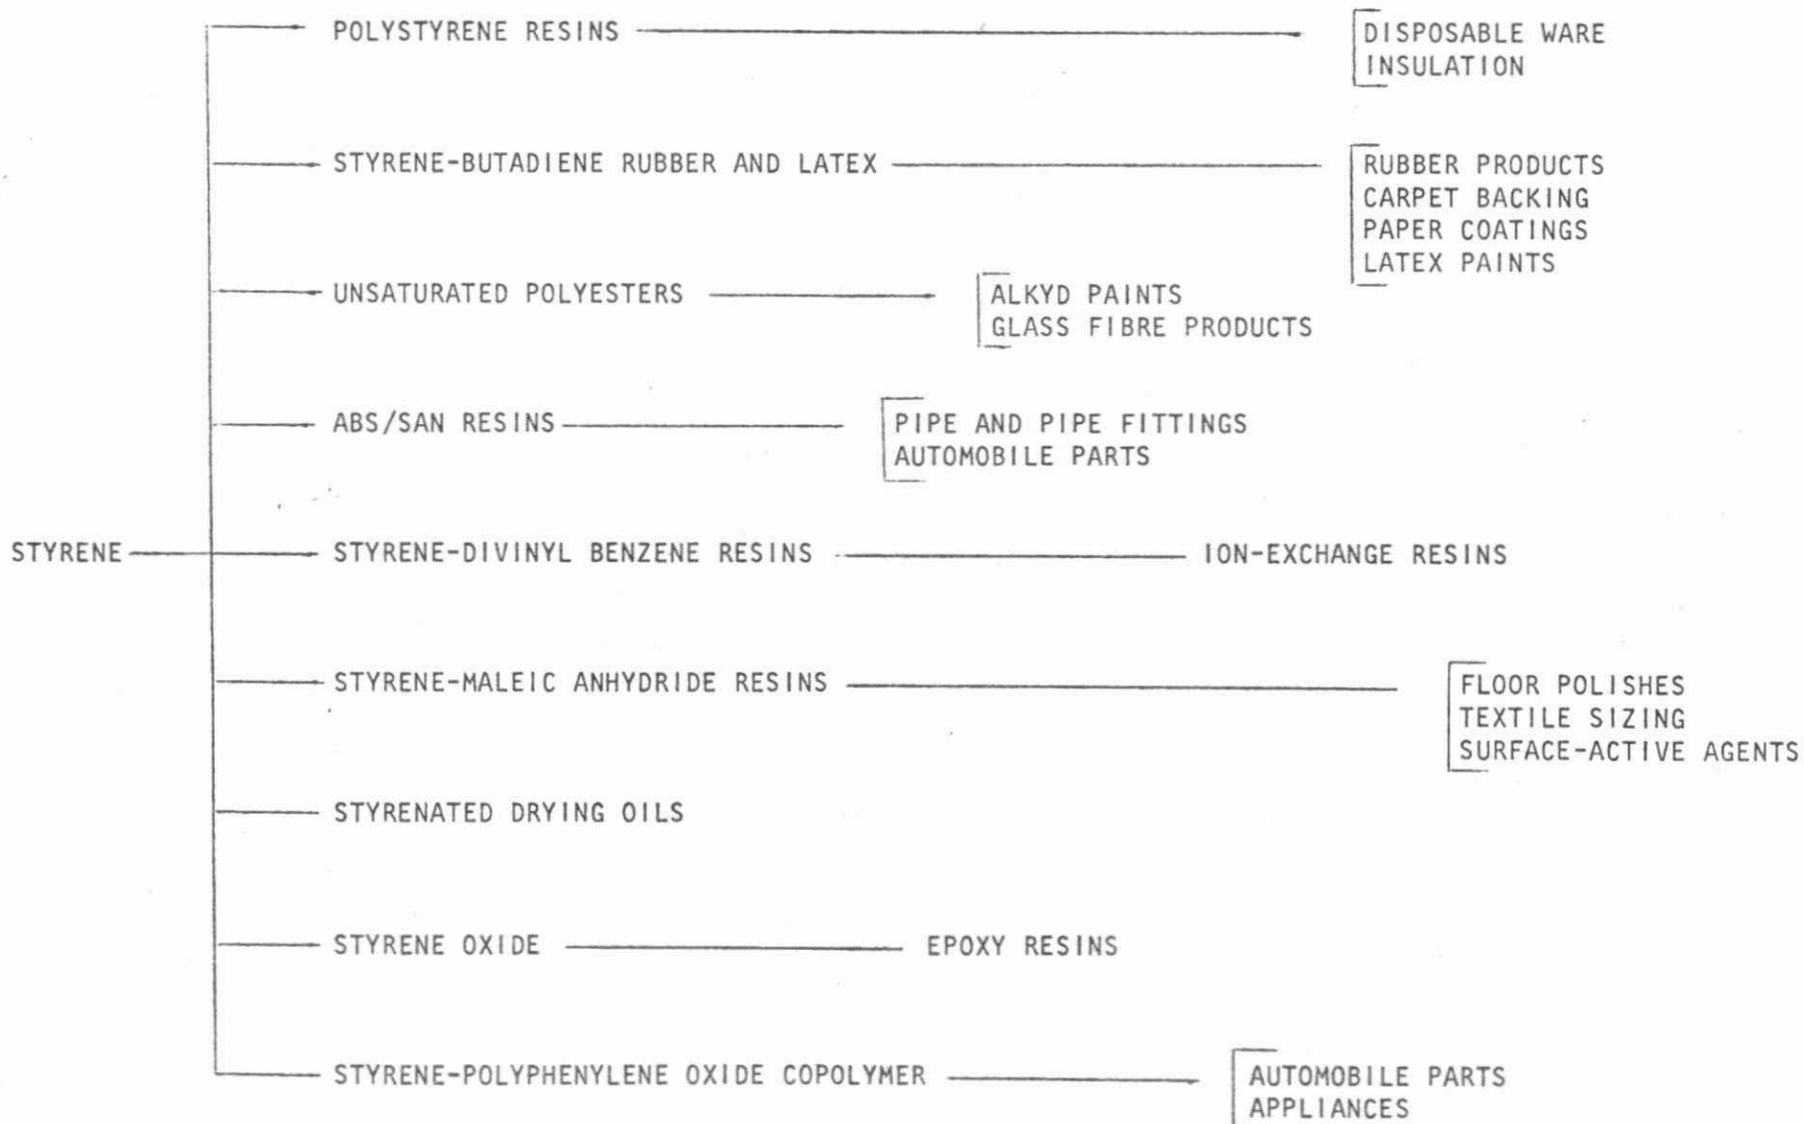 POLYSTYRENE RESINS
DISPOSABLE WARE
INSULATION
STYRENE-BUTADIENE RUBBER AND LATEX
RUBBER PRODUCTS
CARPET BACKING
PAPER COATINGS
LATEX PAINTS
UNSATURATED POLYESTERS
ALKYD PAINTS
GLASS FIBRE PRODUCTS
ABS/SAN RESINS
PIPE AND PIPE FITTINGS
AUTOMOBILE PARTS
STYRENE
STYRENE-DIVINYL BENZENE RESINS
ION-EXCHANGE RESINS
STYRENE-MALEIC ANHYDRIDE RESINS
FLOOR POLISHES
TEXTILE SIZING
SURFACE-ACTIVE AGENTS
STYRENATED DRYING OILS
STYRENE OXIDE
EPOXY RESINS
STYRENE-POLYPHENYLENE OXIDE COPOLYMER
AUTOMOBILE PARTS
APPLIANCES